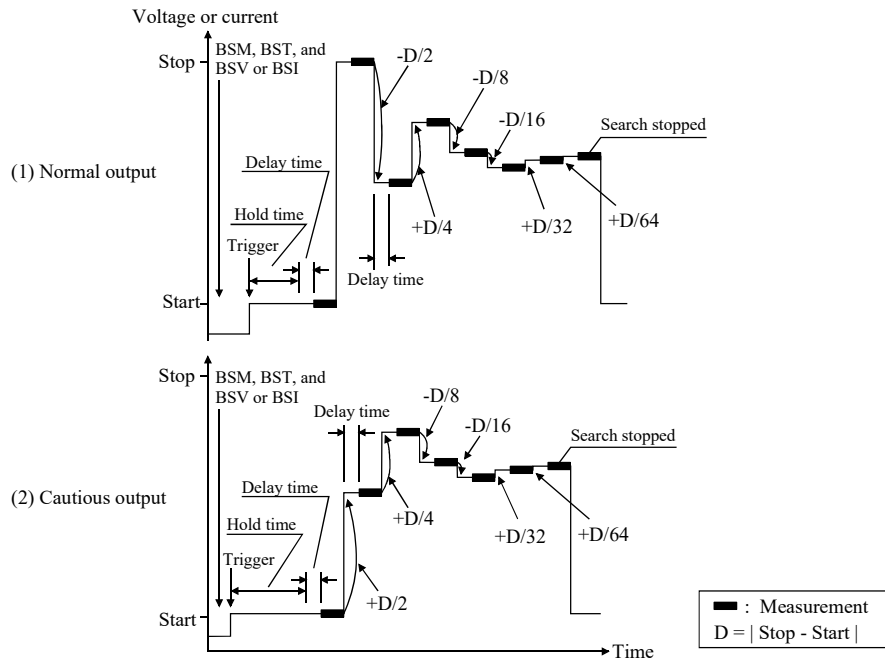 Voltage or current
Stop
BSM, BST, and
BSV or BSI
-D/2
-D/8
-D/16
Search stopped
(1) Normal output
Delay time
Hold time
Trigger
+D/4
+D/32
+D/64
Delay time
Start
Stop
BSM, BST, and
BSV or BSI
Delay time
-D/8
-D/16
Search stopped
(2) Cautious output
Delay time
Hold time
Trigger
+D/4
+D/32
+D/64
+D/2
Start
Time
: Measurement
D = | Stop - Start |